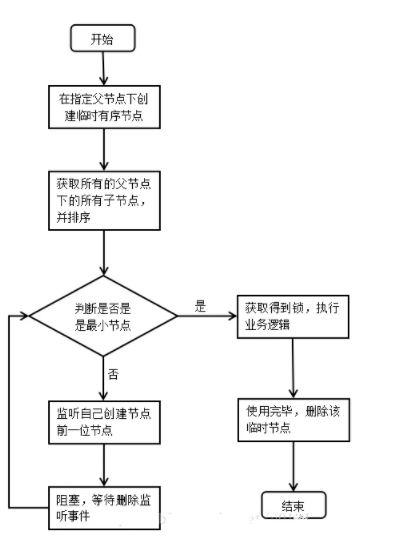 开始
在指定父节点下创
建临时有序节点
获取所有的父节点
下的所有子节点，
并排序
判断是否是
是最小节点
是
获取得到锁，执行
业务逻辑
否
监听自己创建节点
前一位节点
使用完毕，删除该
临时节点
阻塞，等待删除监
听事件
结束